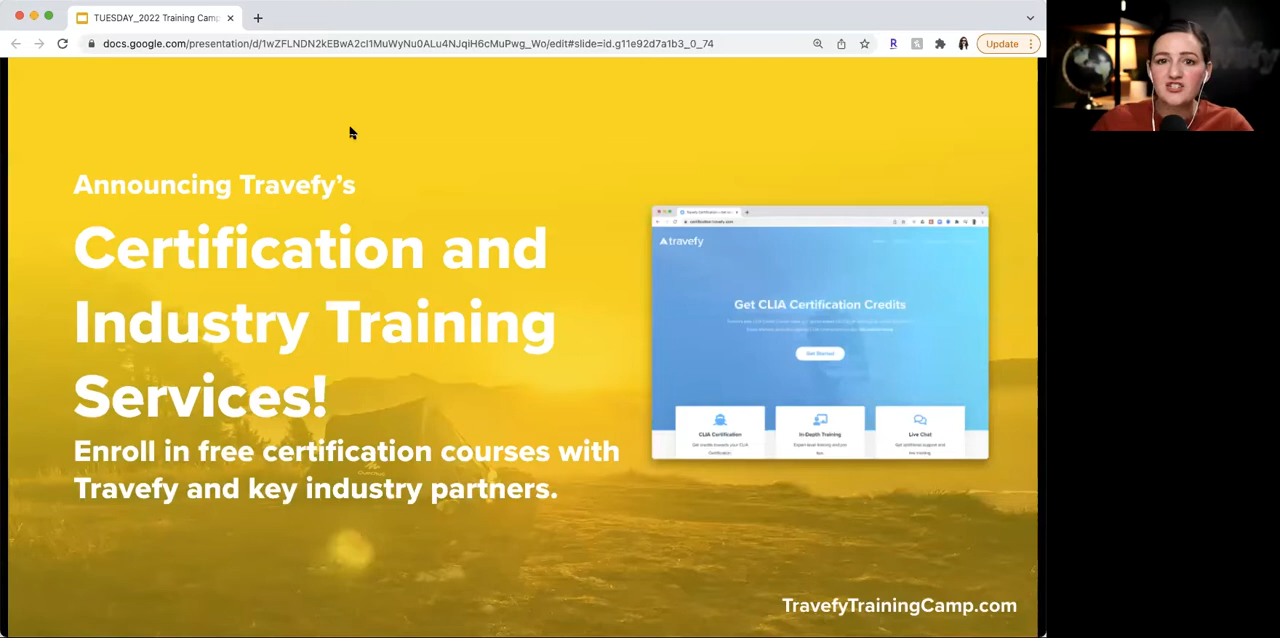 TUESDAY_2022 Training Camp
docs.google.com/presentation/d/1wZFLNDN2kEBwA2cI1MuWyNu0ALu4NJqiH6cMuPwg_Wo/edit#slide=id.g11e92d7a1b3_0_74
Update
Announcing Travefy's
Certification and
Industry Training
Services!
Enroll in free certification courses with
Travefy and key industry partners.
travefy
Get CLIA Certification Credits
Get Started
CLIA Certification
In-Depth Training
Live Chat
TravefyTrainingCamp.com